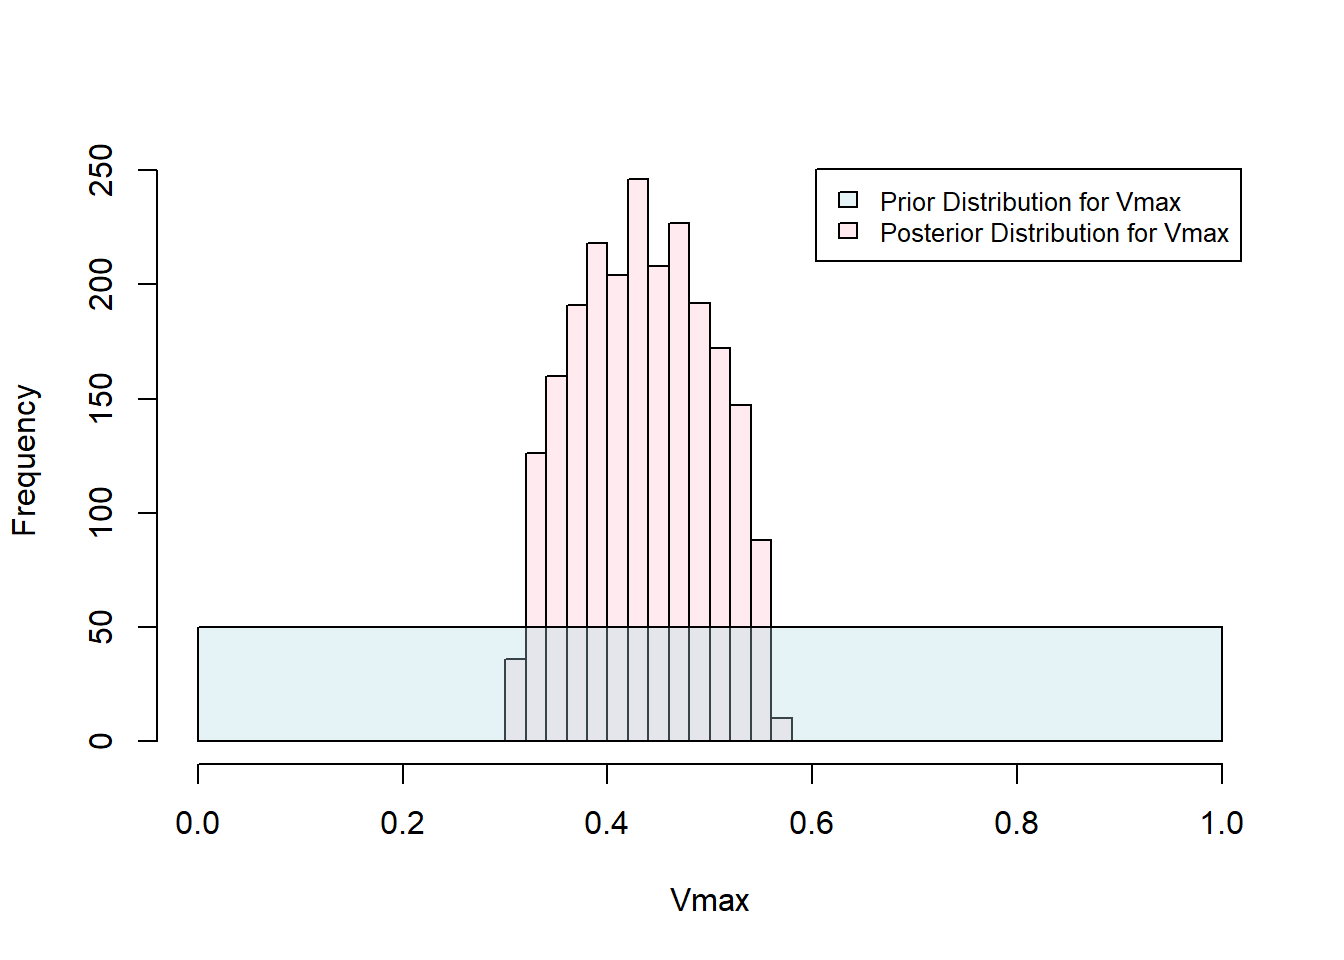 250
200
150
100
50
0
Frequency
Prior Distribution for Vmax
Posterior Distribution for Vmax
0.0 0.2 0.4 0.6 0.8 1.0
Vmax